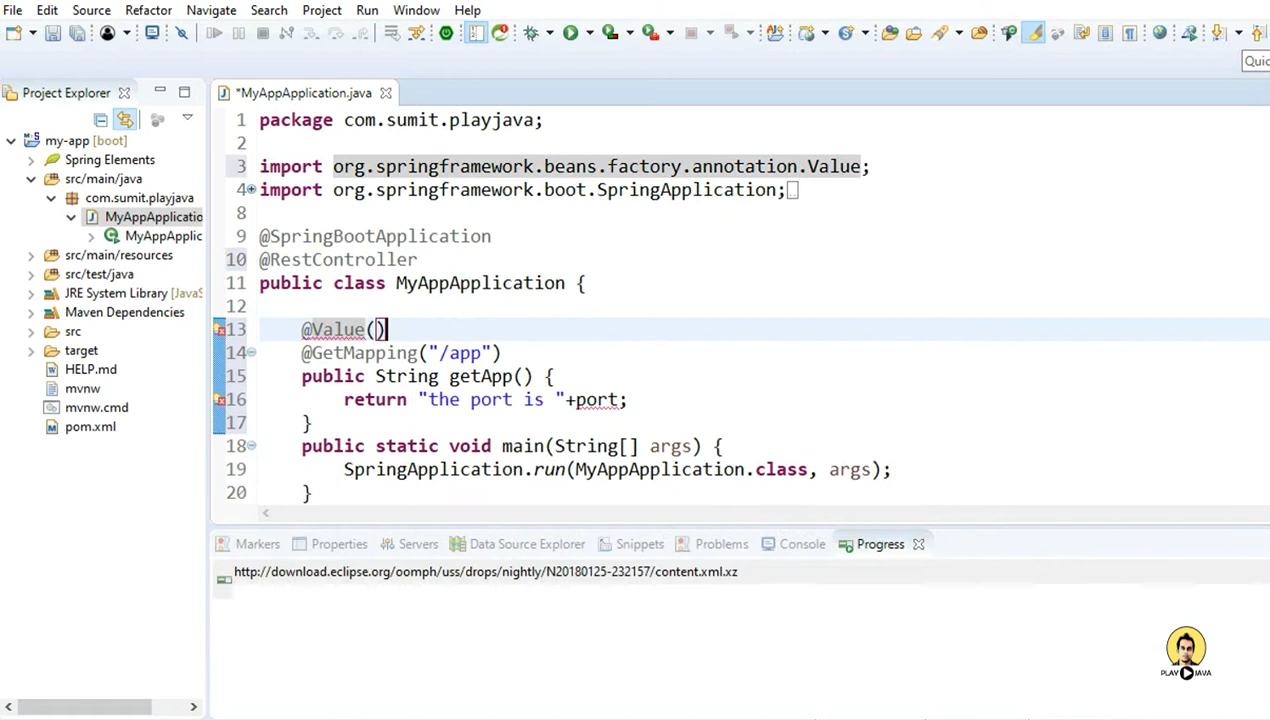 File Edit Source Refactor Navigate Search Project Run Window Help
Quic
Project Explorer
*MyAppApplication.java
my-app [boot]
Spring Elements
src/main/java
com.sumit.playjava
MyAppApplicatio
MyAppApplic
src/main/resources
src/test/java
JRE System Library [JavaS
Maven Dependencies
src
target
HELP.md
mvnw
mvnw.cmd
pom.xml
1 package com.sumit.playjava;
2
3 import org.springframework.beans.factory.annotation.Value;
4 import org.springframework.boot.SpringApplication;
8
9 @SpringBootApplication
10 @RestController
11 public class MyAppApplication {
12
13 @Value()
14 @GetMapping("/app")
15 public String getApp() {
16 return "the port is "+port;
17 }
18 public static void main(String[] args) {
19 SpringApplication.run(MyAppApplication.class, args);
20 }
Markers Properties Servers Data Source Explorer Snippets Problems Console Progress
http://download.eclipse.org/oomph/uss/drops/nightly/N20180125-232157/content.xml.xz
PLAY JAVA